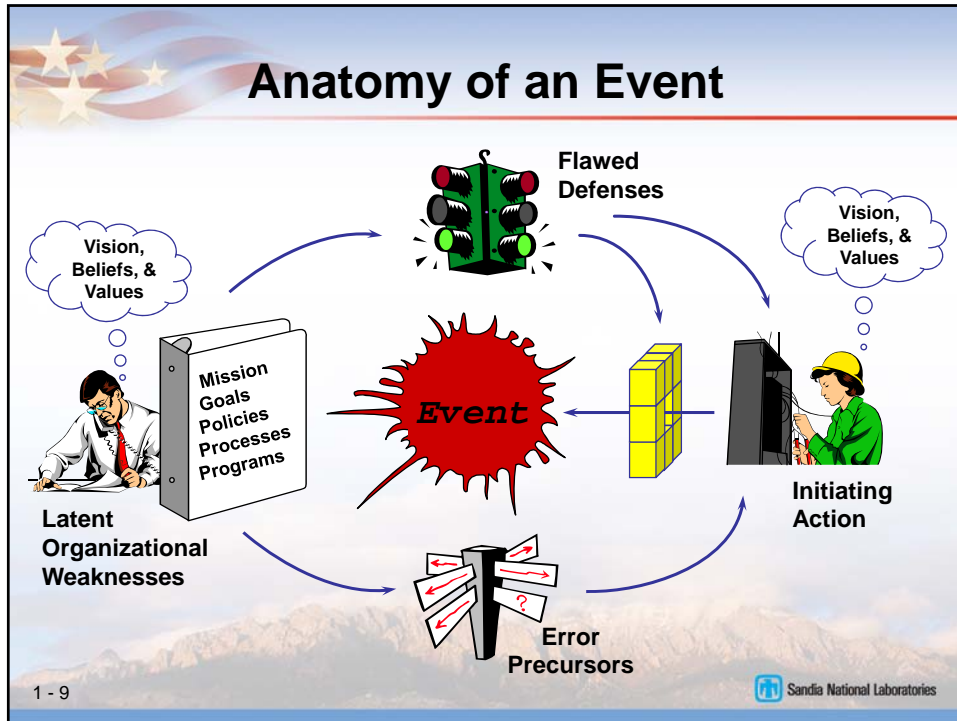 Anatomy of an Event
Flawed
Defenses
Vision,
Beliefs, &
Values
Vision,
Beliefs, &
Values
Mission
Goals
Policies
Processes
Programs
Event
Latent
Organizational
Weaknesses
Initiating
Action
?
Error
Precursors
1 - 9
Sandia National Laboratories